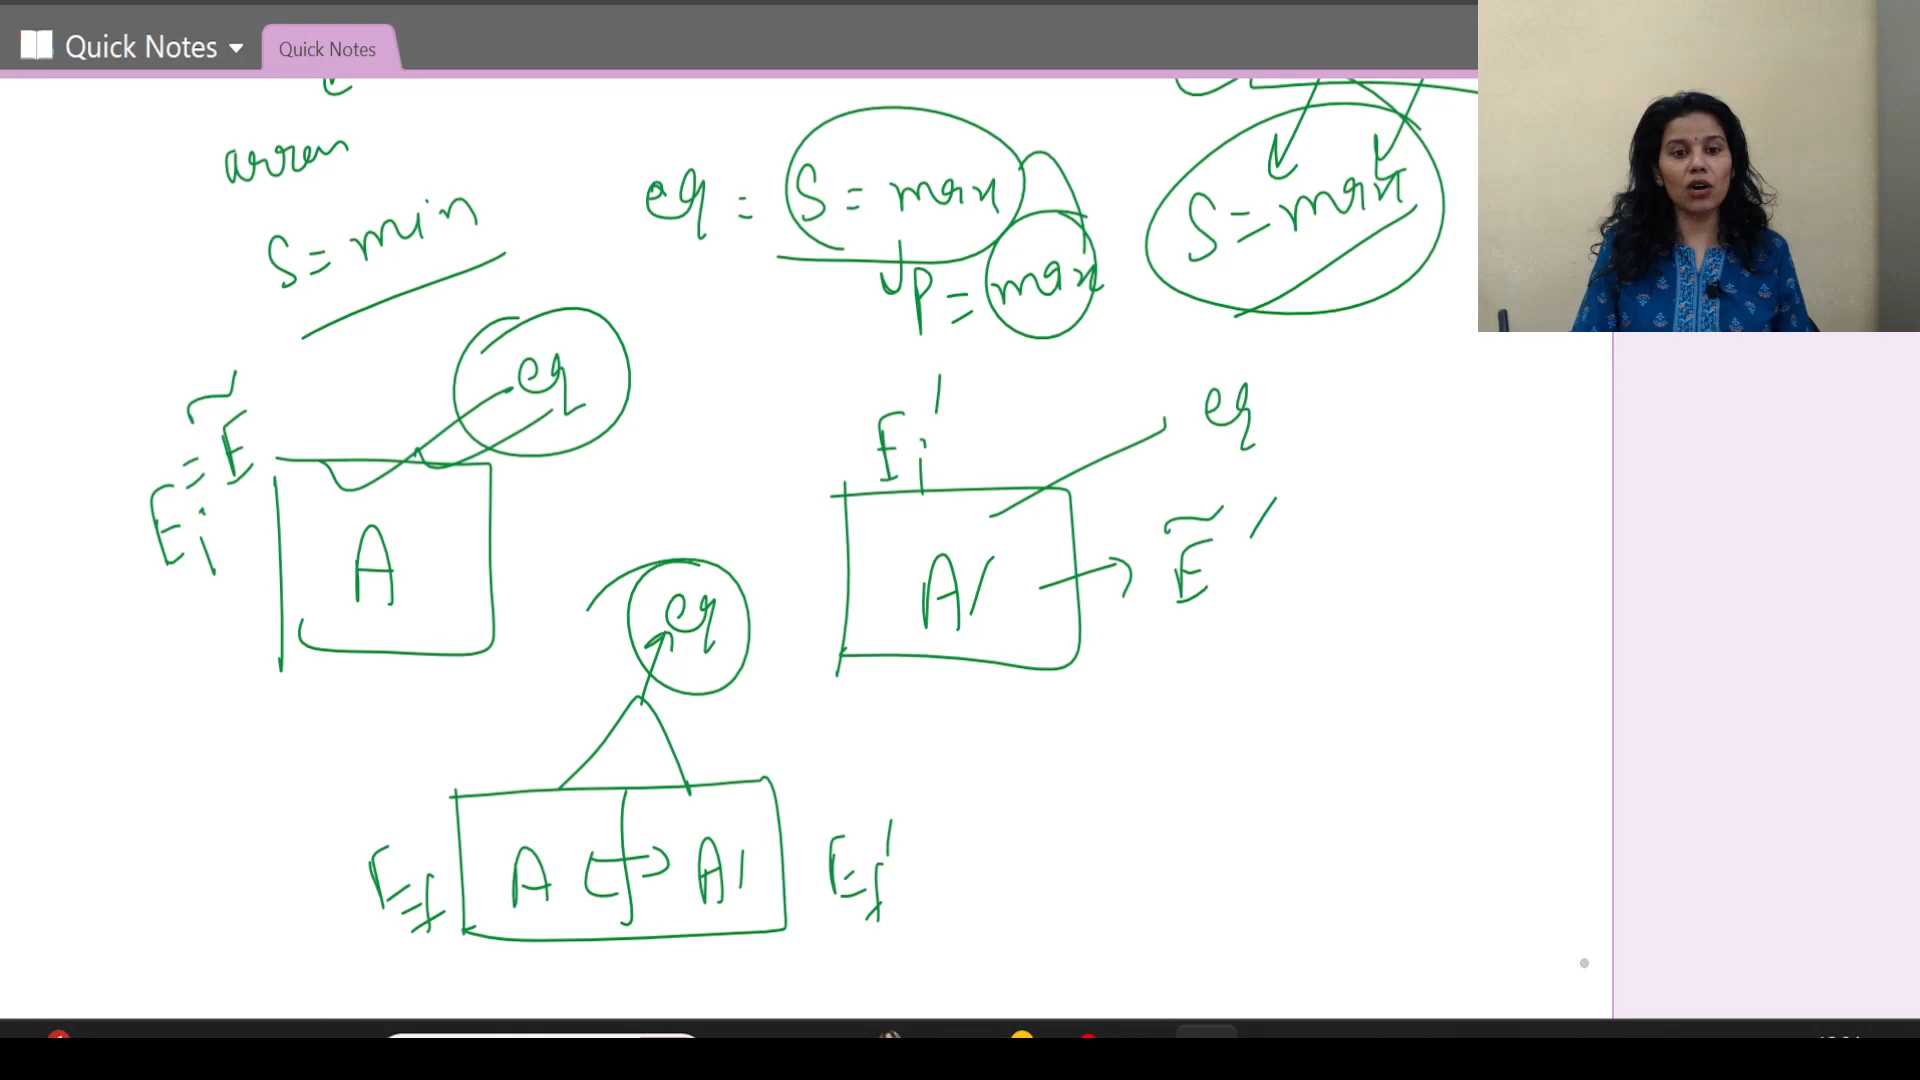 Quick Notes
Quick Notes
S = min
eq = S = max
P = max
S = max
eq
Ẽ
= Ei
A
Ei'
eq
A'
Ẽ'
eq
Ef
A ↔ A'
Ef'